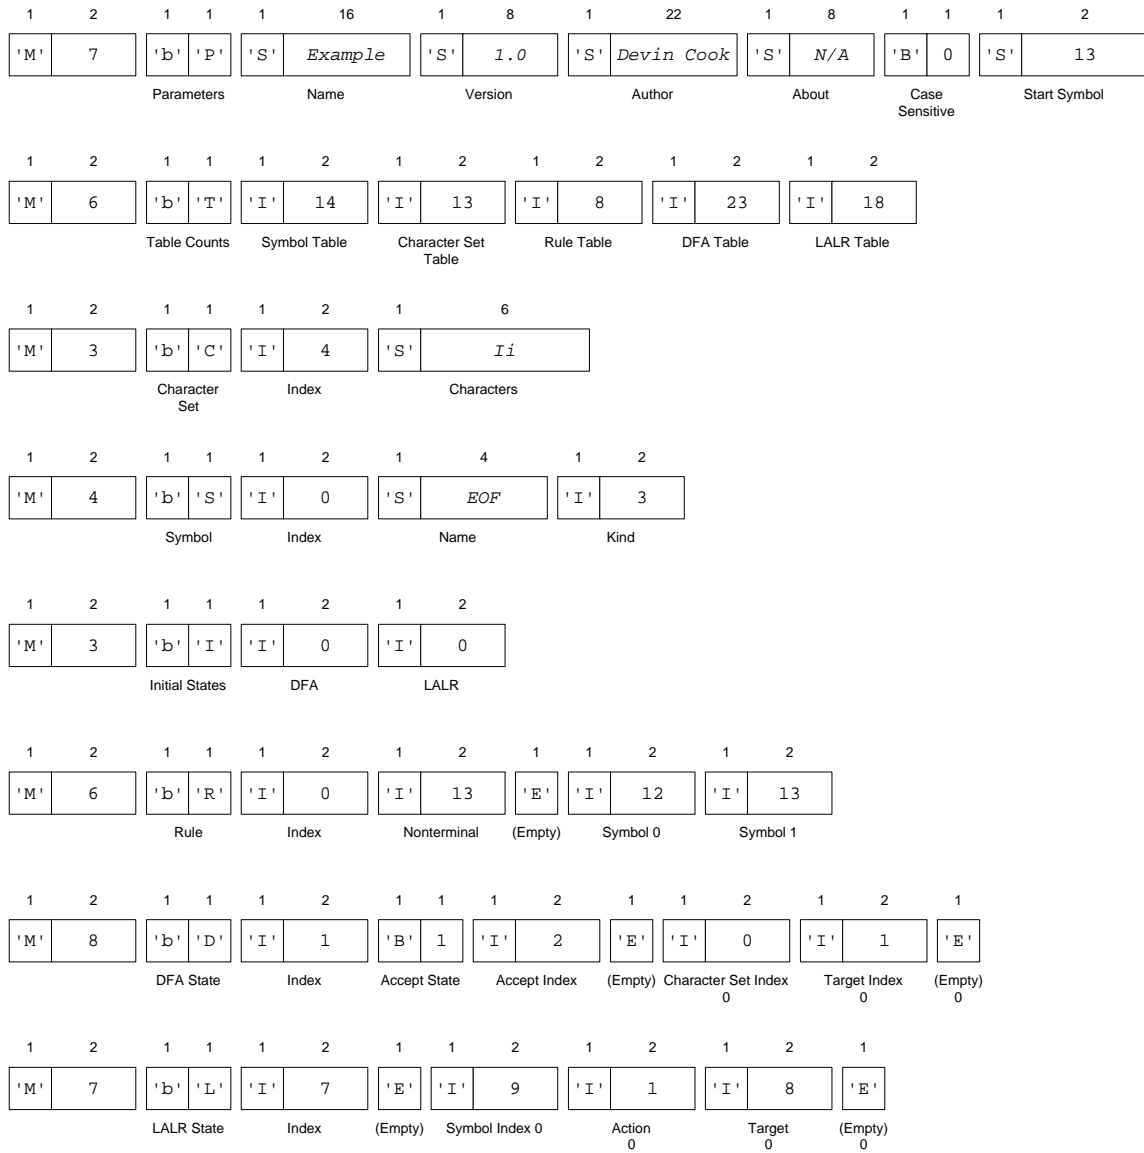 1 2 1 1 1 16 1 8 1 22 1 8 1 1 1 2
'M' 7 'b' 'P' 'S' Example 'S' 1.0 'S' Devin Cook 'S' N/A 'B' 0 'S' 13
Parameters Name Version Author About Case Start Symbol
Sensitive
1 2 1 1 1 2 1 2 1 2 1 2 1 2
'M' 6 'b' 'T' 'I' 14 'I' 13 'I' 8 'I' 23 'I' 18
Table Counts Symbol Table Character Set Rule Table DFA Table LALR Table
Table
1 2 1 1 1 2 1 6
'M' 3 'b' 'C' 'I' 4 'S' Ii
Character Index Characters
Set
1 2 1 1 1 2 1 4 1 2
'M' 4 'b' 'S' 'I' 0 'S' EOF 'I' 3
Symbol Index Name Kind
1 2 1 1 1 2 1 2
'M' 3 'b' 'I' 'I' 0 'I' 0
Initial States DFA LALR
1 2 1 1 1 2 1 2 1 1 2 1 2
'M' 6 'b' 'R' 'I' 0 'I' 13 'E' 'I' 12 'I' 13
Rule Index Nonterminal (Empty) Symbol 0 Symbol 1
1 2 1 1 1 2 1 1 1 2 1 1 2 1 2 1
'M' 8 'b' 'D' 'I' 1 'B' 1 'I' 2 'E' 'I' 0 'I' 1 'E'
DFA State Index Accept State Accept Index (Empty) Character Set Index Target Index (Empty)
0 0 0
1 2 1 1 1 2 1 1 2 1 2 1 2 1
'M' 7 'b' 'L' 'I' 7 'E' 'I' 9 'I' 1 'I' 8 'E'
LALR State Index (Empty) Symbol Index 0 Action Target (Empty)
0 0 0